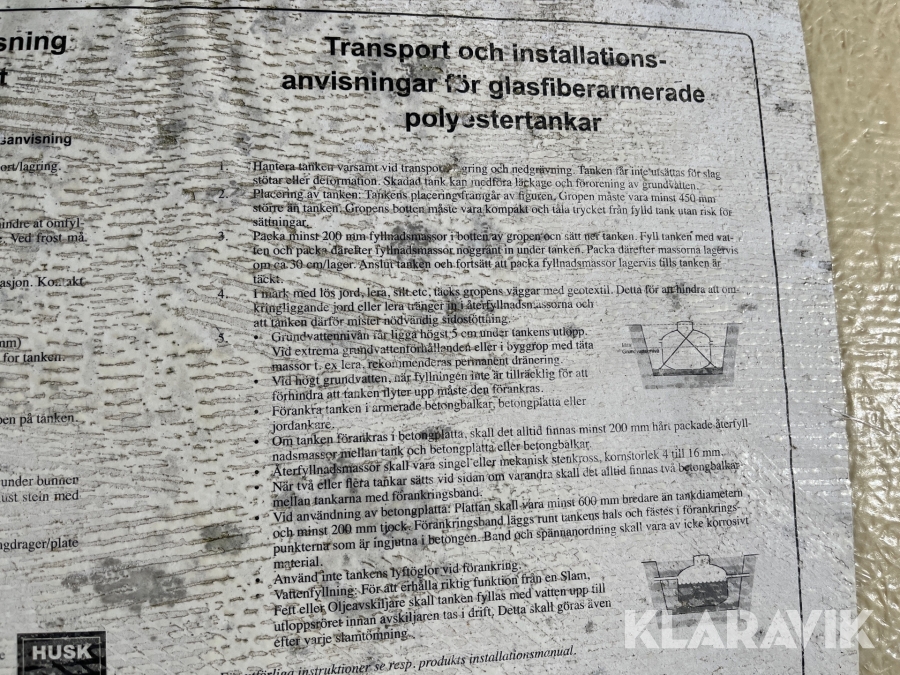 sning
t
sanvisning
ort/lagring.
hindre at omfyl-
. Ved frost må
asjon. Kontakt
mm)
for tanken.
pen på tanken.
under bunnen
ust stein med
ngdrager/plate
HUSK
Transport och installations-
anvisningar för glasfiberarmerade
polyestertankar
1. Hantera tanken varsamt vid transport, lagring och nedgrävning. Tanken får inte utsättas för slag
stötar eller deformation. Skadad tank kan medföra läckage och förorening av grundvatten.
2. Placering av tanken: Tankens placering framgår av figuren. Gropen måste vara minst 450 mm
större än tanken. Gropens botten måste vara kompakt och tåla trycket från fylld tank utan risk för
sättningar.
3. Packa minst 200 mm fyllnadsmassor i botten av gropen och sätt ner tanken. Fyll tanken med vat-
ten och packa därefter fyllnadsmassor noggrant in under tanken. Packa därefter massorna lagervis
om ca 30 cm/lager. Anslut tanken och fortsätt att packa fyllnadsmassor lagervis tills tanken är
täckt.
4. I mark med lös jord, lera, silt etc, täcks gropens väggar med geotextil. Detta för att hindra att om-
kringliggande jord eller lera tränger in i återfyllnadsmassorna och
att tanken därför mister nödvändig sidostöttning.
5. • Grundvattennivån får ligga högst 5 cm under tankens utlopp.
Vid extrema grundvattenförhållanden eller i byggrop med täta
massor t. ex lera, rekommenderas permanent dränering.
• Vid högt grundvatten, när fyllningen inte är tillräcklig för att
förhindra att tanken flyter upp måste den förankras.
• Förankra tanken i armerade betongbalkar, betongplatta eller
jordankare.
• Om tanken förankras i betongplatta, skall det alltid finnas minst 200 mm hårt packade återfyll-
nadsmassor mellan tank och betongplatta eller betongbalkar.
• Återfyllnadsmassor skall vara singel eller mekanisk stenkross, kornstorlek 4 till 16 mm.
• När två eller flera tankar sätts vid sidan om varandra skall det alltid finnas två betongbalkar
mellan tankarna med förankringsband.
• Vid användning av betongplatta: Plattan skall vara minst 600 mm bredare än tankdiametern
och minst 200 mm tjock. Förankringsband läggs runt tankens hals och fästes i förankrings-
punkterna som är ingjutna i betongen. Band och spännanordning skall vara av icke korrosivt
material.
• Använd inte tankens lyftöglor vid förankring.
• Vattenfyllning: För att erhålla riktig funktion från en Slam,
Fett eller Oljeavskiljare skall tanken fyllas med vatten upp till
utloppsröret innan avskiljaren tas i drift, Detta skall göras även
efter varje slamtömning.
instruktioner se resp. produkts installationsmanual.
KLARAVIK